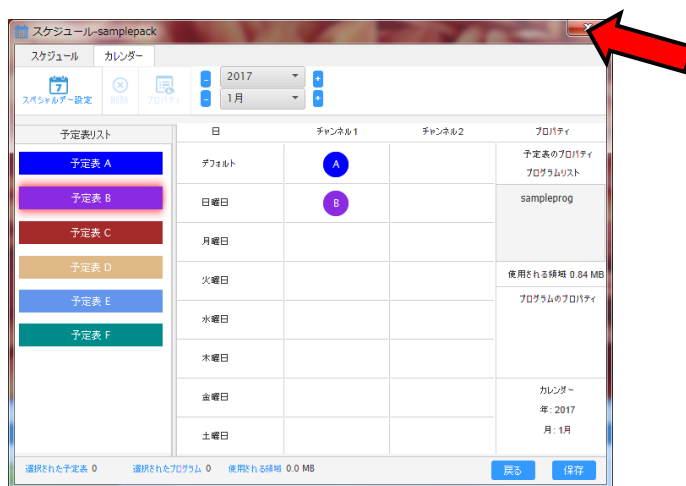 スケジュール-samplepack
スケジュール カレンダー
スペシャルデー設定 削除 プロパティ
7
- 2017 +
- 1月 +
予定表リスト 日 チャンネル1 チャンネル2 プロパティ
予定表 A
予定表 B
予定表 C
予定表 D
予定表 E
予定表 F
デフォルト A
日曜日 B
月曜日
火曜日
水曜日
木曜日
金曜日
土曜日
予定表のプロパティ
プログラムリスト
sampleprog
使用される領域 0.84 MB
プログラムのプロパティ
カレンダー
年: 2017
月: 1月
選択された予定表 0 選択されたプログラム 0 使用される領域 0.0 MB 戻る 保存